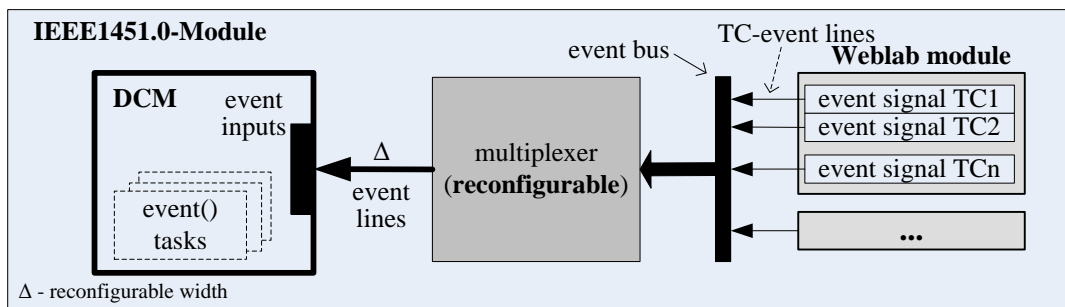 IEEE1451.0-Module
TC-event lines
event bus
Weblab module
DCM
event
inputs
event signal TC1
event signal TC2
event signal TCn
...
multiplexer
(reconfigurable)
Δ
event
lines
event()
tasks
Δ - reconfigurable width